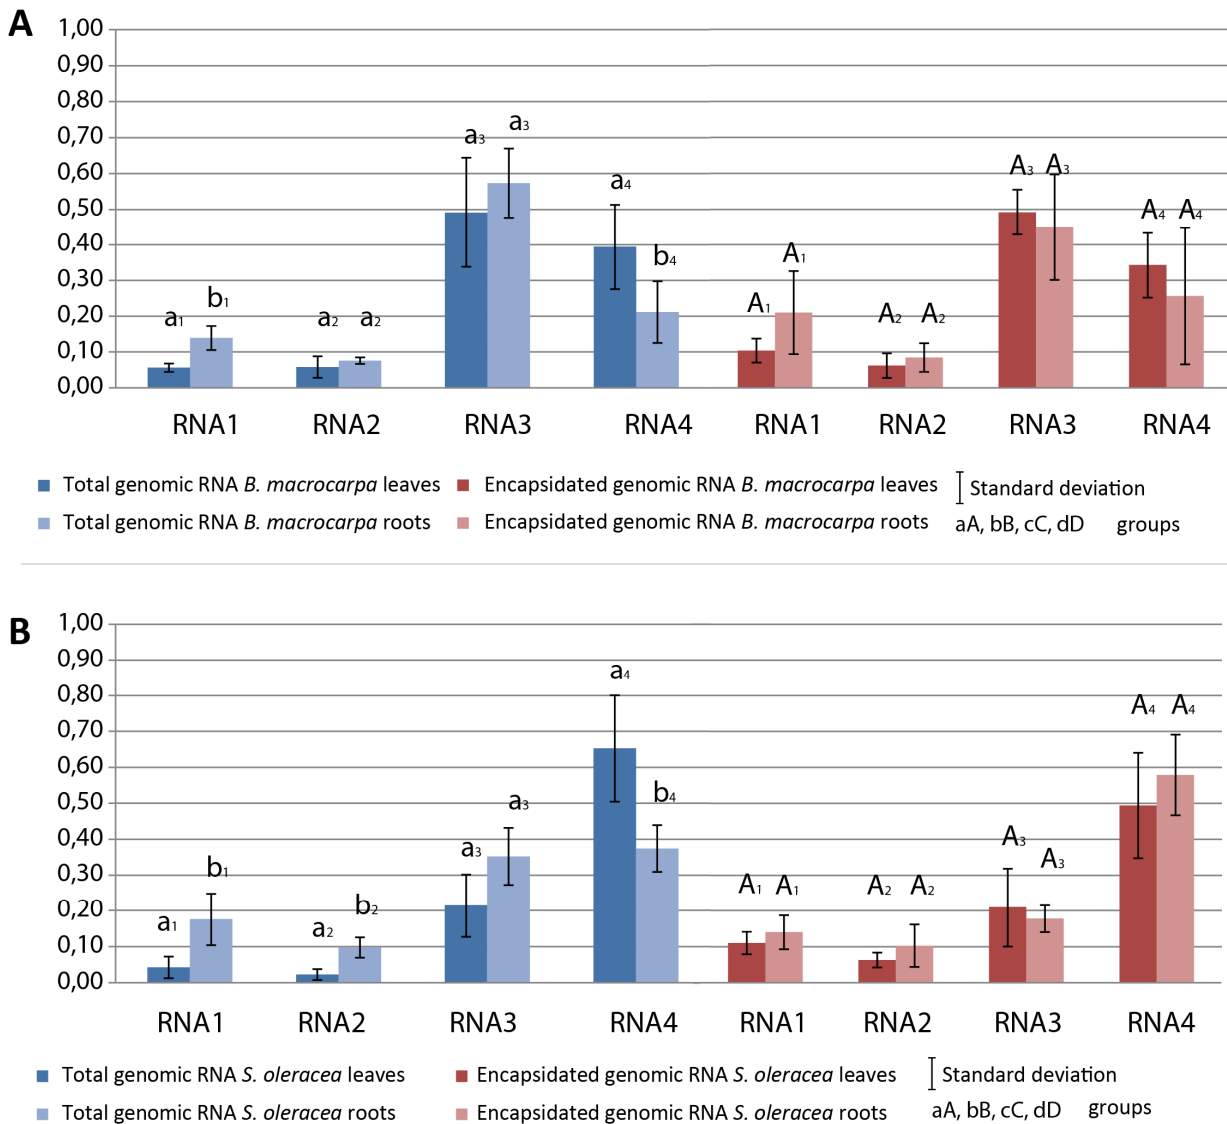 A
1,00
0,90
0,80
0,70
0,60
0,50
0,40
0,30
0,20
0,10
0,00
a1 b1 a2 a2 a3 a3 a4 b4 A1 A1 A2 A2 A3 A3 A4 A4
RNA1 RNA2 RNA3 RNA4 RNA1 RNA2 RNA3 RNA4
Total genomic RNA B. macrocarpa leaves Encapsidated genomic RNA B. macrocarpa leaves Standard deviation
Total genomic RNA B. macrocarpa roots Encapsidated genomic RNA B. macrocarpa roots aA, bB, cC, dD groups
B
1,00
0,90
0,80
0,70
0,60
0,50
0,40
0,30
0,20
0,10
0,00
a1 b1 a2 b2 a3 a3 a4 b4 A1 A1 A2 A2 A3 A3 A4 A4
RNA1 RNA2 RNA3 RNA4 RNA1 RNA2 RNA3 RNA4
Total genomic RNA S. oleracea leaves Encapsidated genomic RNA S. oleracea leaves Standard deviation
Total genomic RNA S. oleracea roots Encapsidated genomic RNA S. oleracea roots aA, bB, cC, dD groups